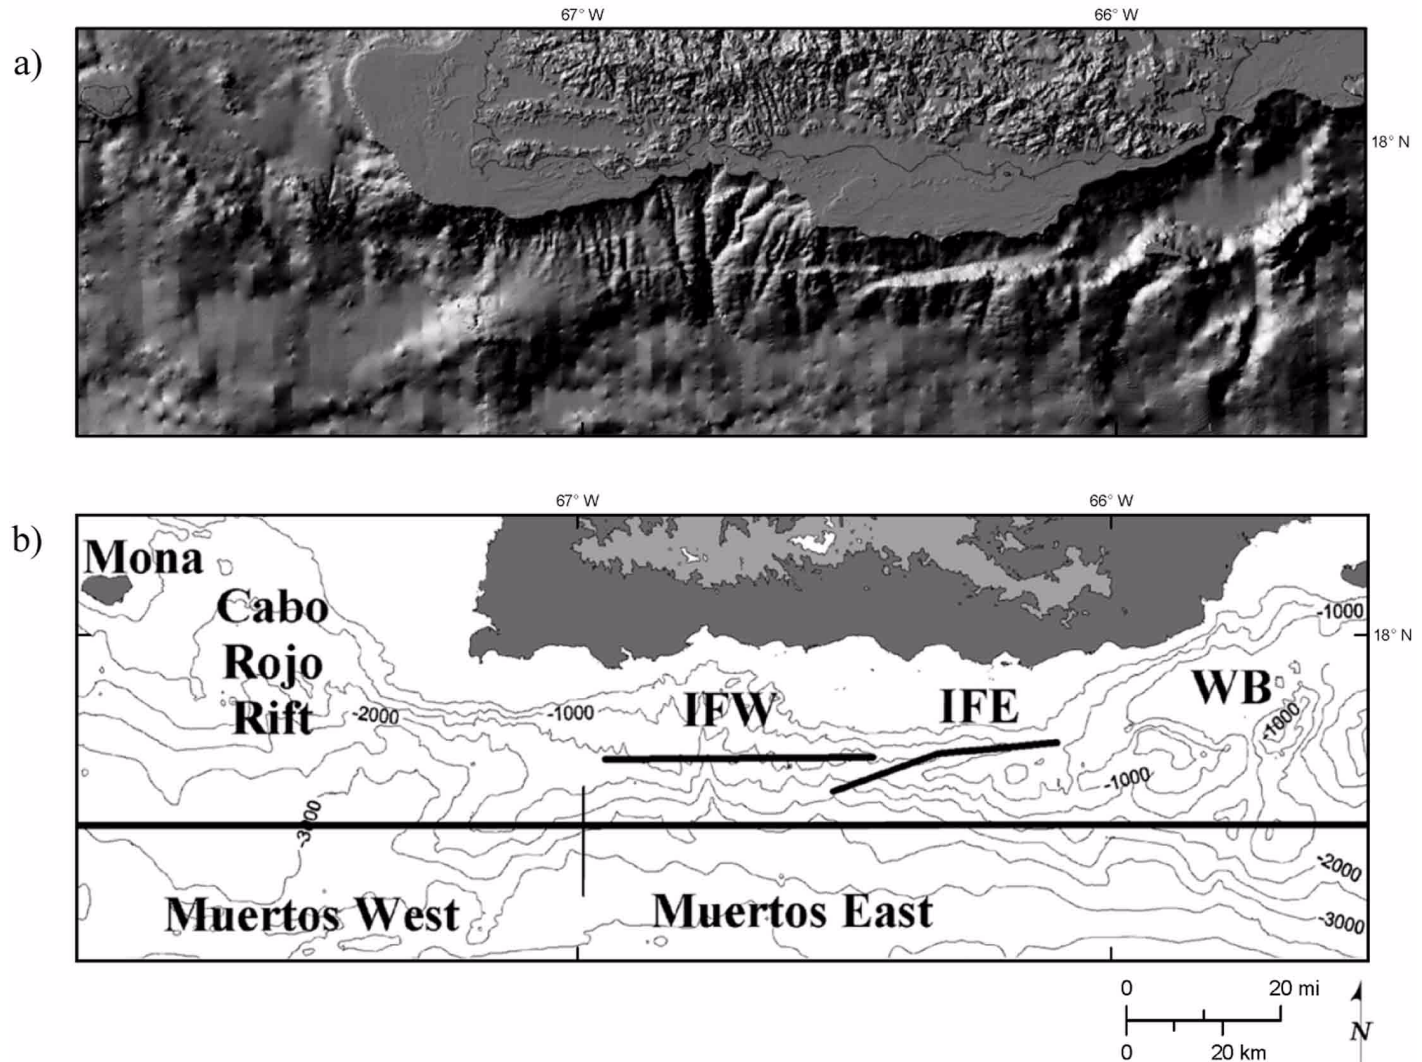 67° W
66° W
a)
18° N
67° W
66° W
b)
Mona
Cabo
Rojo
Rift
-1000
18° N
WB
-2000
-1000
IFW
IFE
-1000
-1000
-3000
-2000
Muertos West
Muertos East
-3000
0
20 mi
0
20 km
N